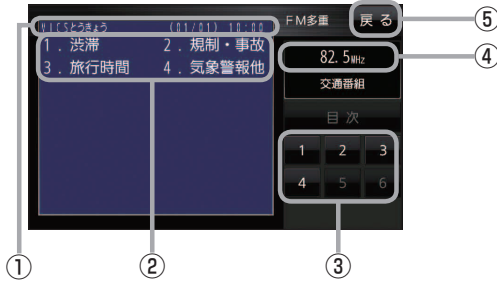 VICSとうきょう (01/01) 10:00
FM多重
戻る
1．渋滞 2．規制・事故
3．旅行時間 4．気象警報他
82.5MHz
交通番組
目次
1 2 3
4 5 6
①
②
③
④
⑤